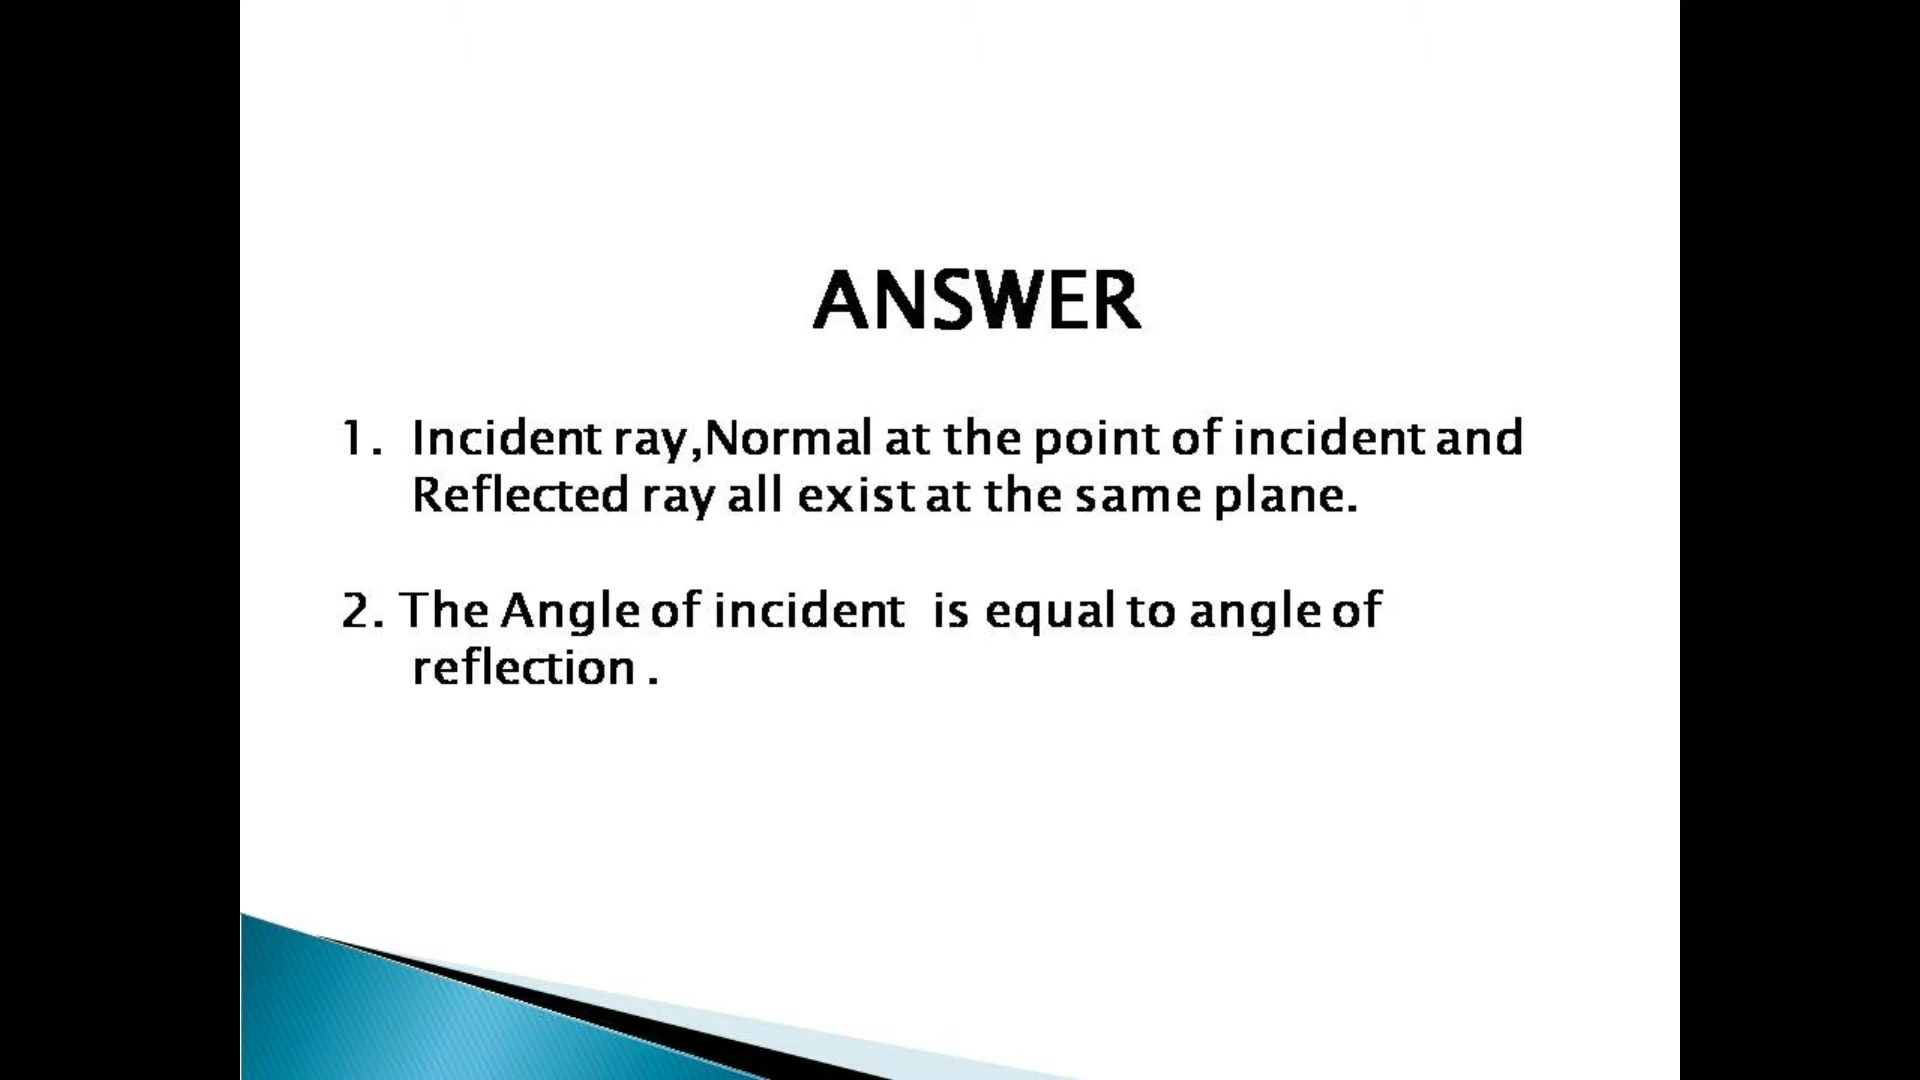 ANSWER
1. Incident ray,Normal at the point of incident and
Reflected ray all exist at the same plane.
2. The Angle of incident is equal to angle of
reflection .